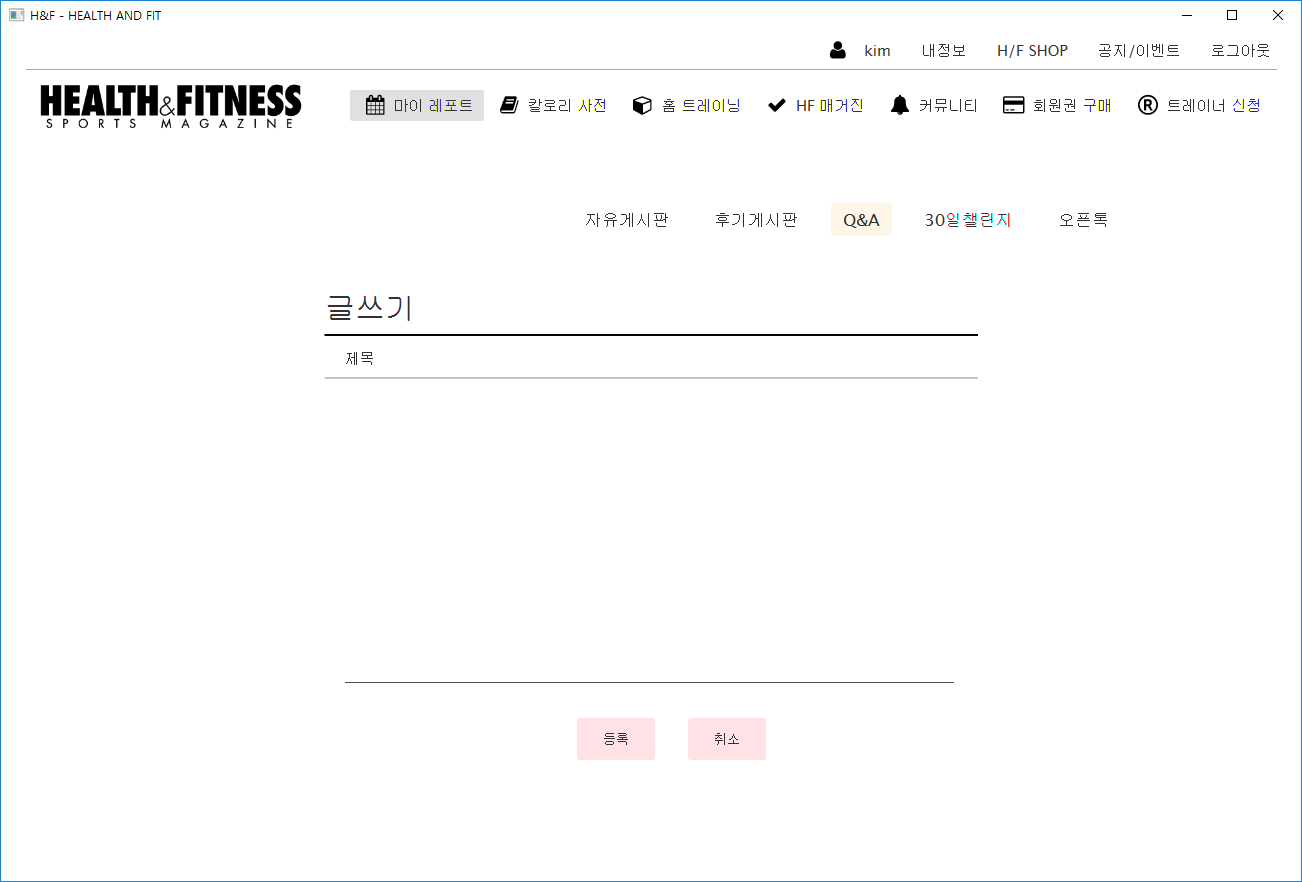 H&F - HEALTH AND FIT
kim 내정보 H/F SHOP 공지/이벤트 로그아웃
HEALTH&FITNESS
SPORTS MAGAZINE
마이 레포트 칼로리 사전 홈 트레이닝 HF 매거진 커뮤니티 회원권 구매 ® 트레이너 신청
자유게시판 후기게시판 Q&A 30일챌린지 오픈톡
글쓰기
제목
등록 취소